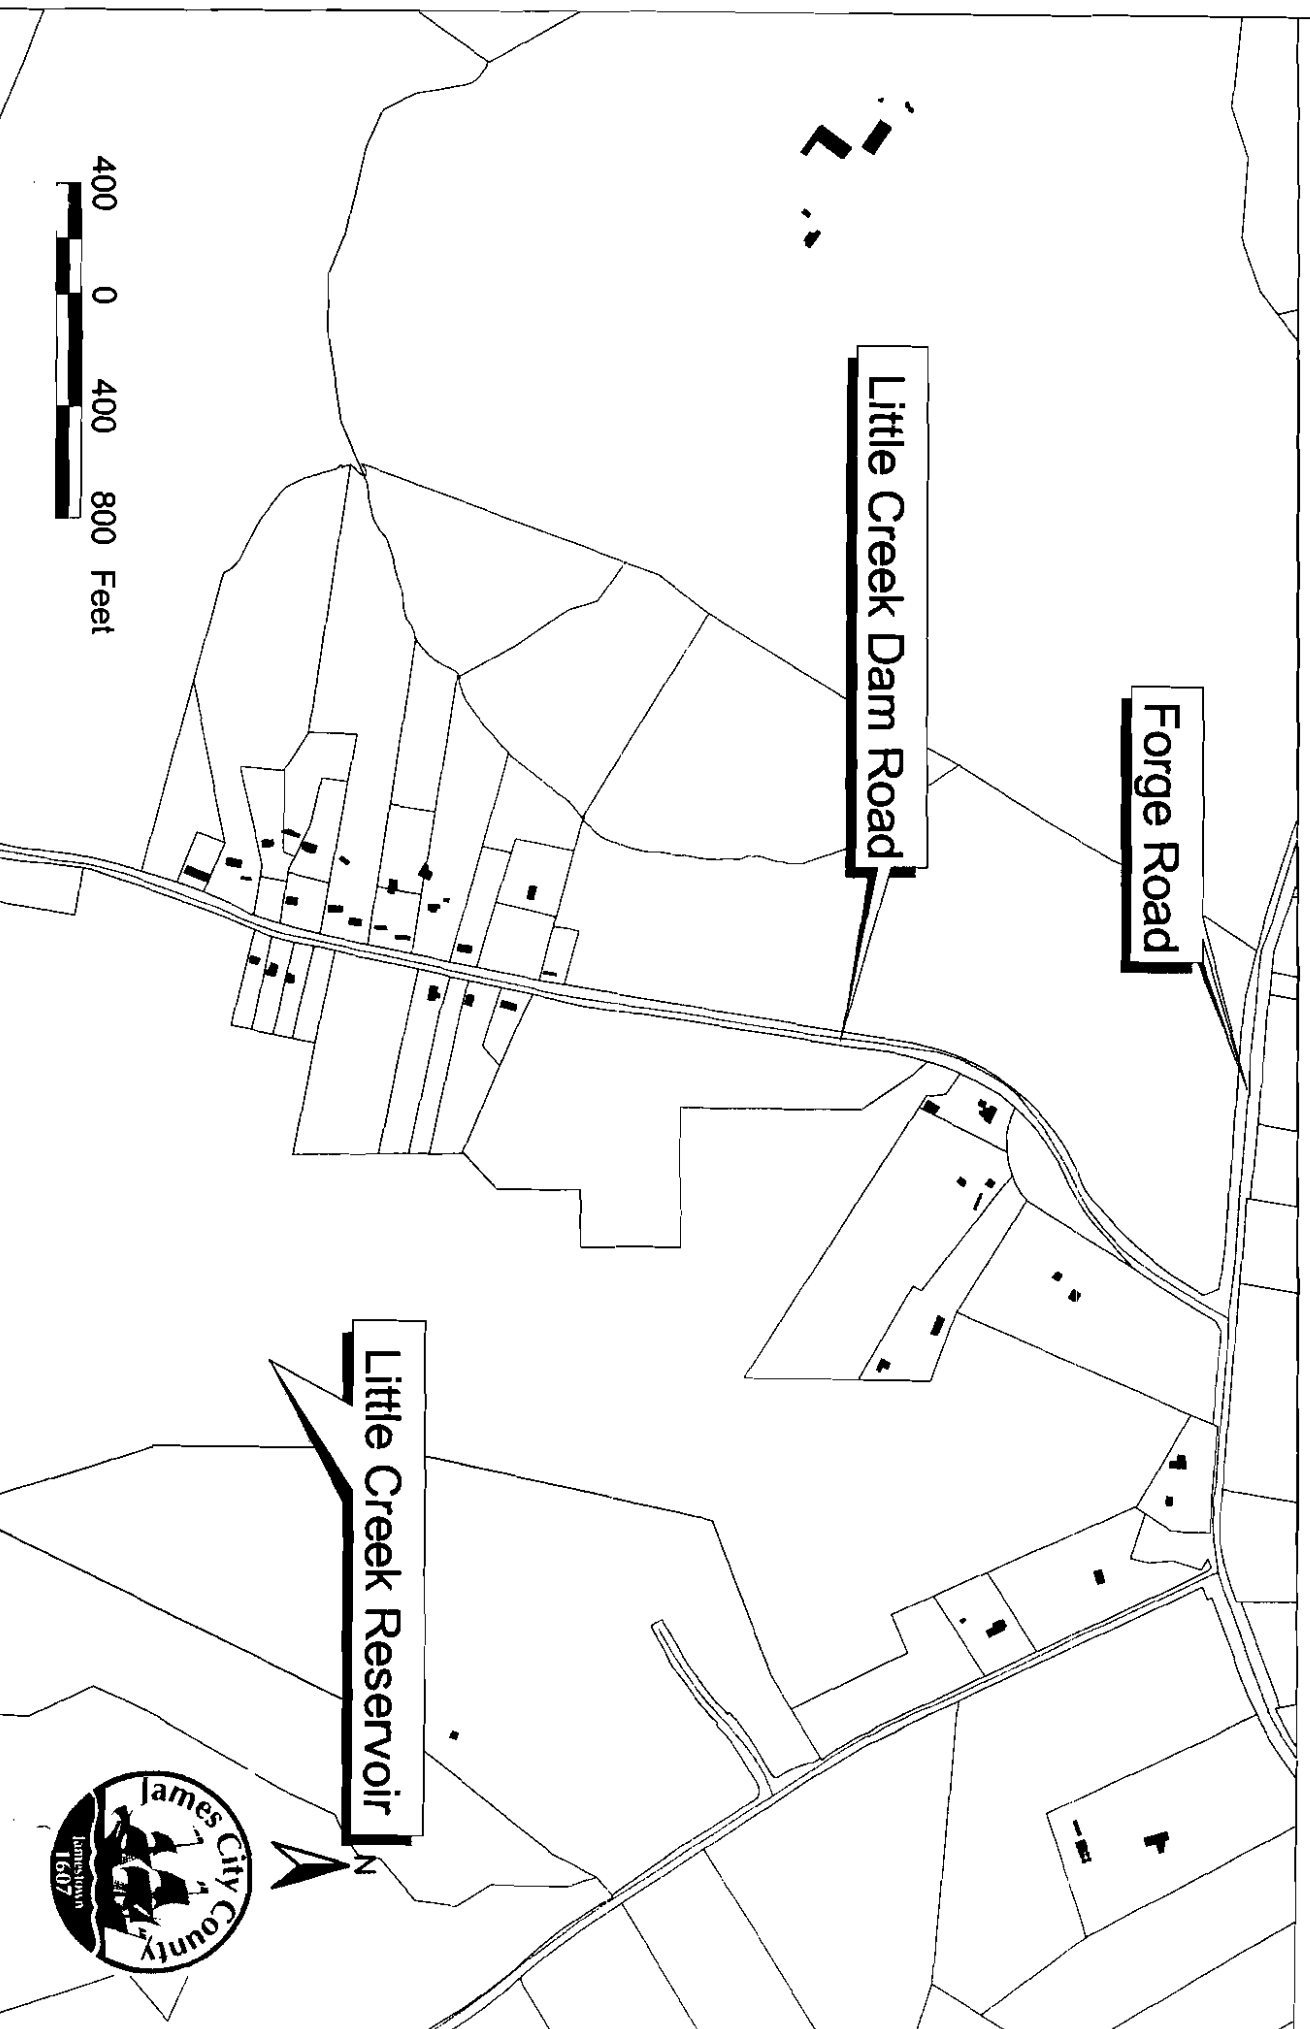 Forge Road
Little Creek Dam Road
Little Creek Reservoir
N
James City County
Jamestown
1607
400 0 400 800 Feet